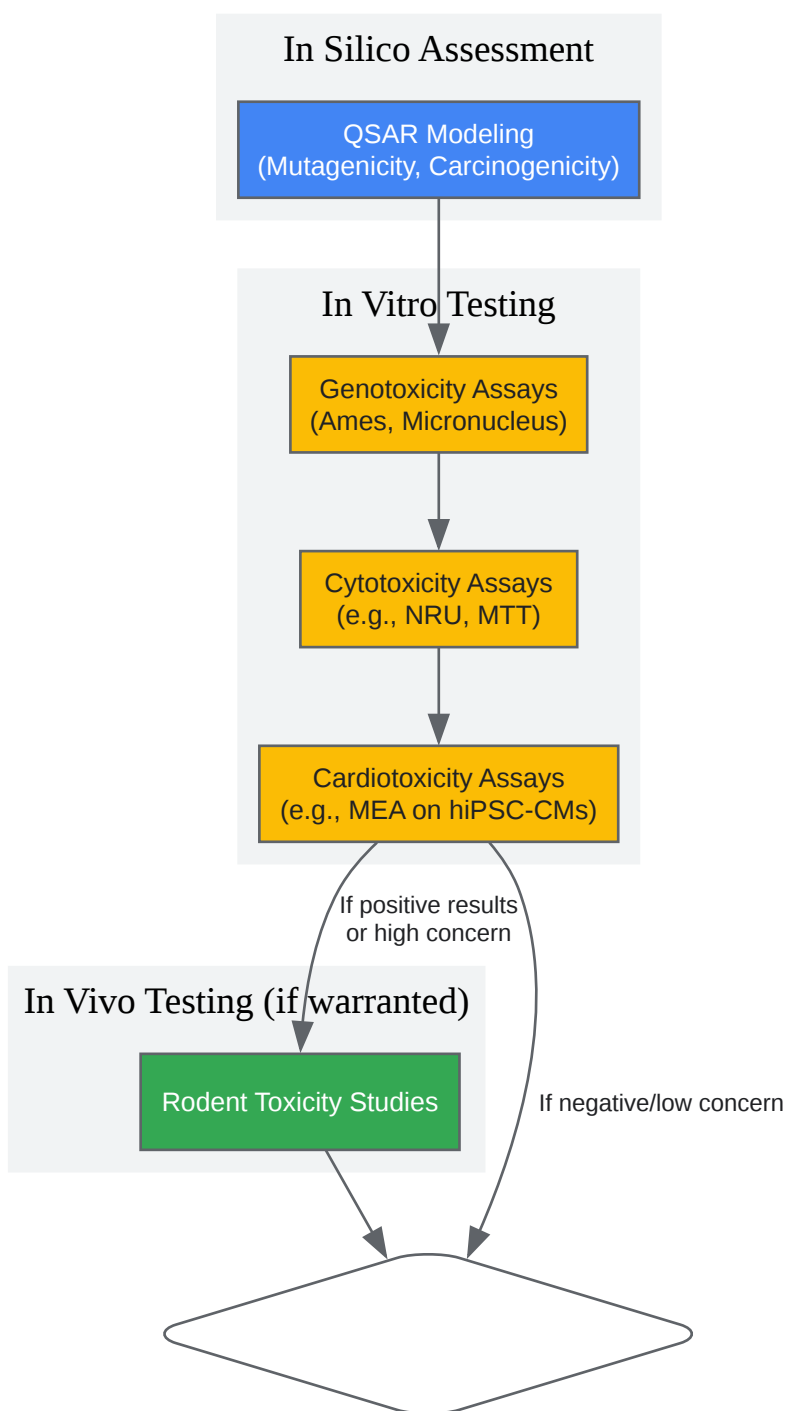 In Silico Assessment
QSAR Modeling
(Mutagenicity, Carcinogenicity)
In Vitro Testing
Genotoxicity Assays
(Ames, Micronucleus)
Cytotoxicity Assays
(e.g., NRU, MTT)
Cardiotoxicity Assays
(e.g., MEA on hiPSC-CMs)
If positive results
or high concern
In Vivo Testing (if warranted)
Rodent Toxicity Studies
If negative/low concern